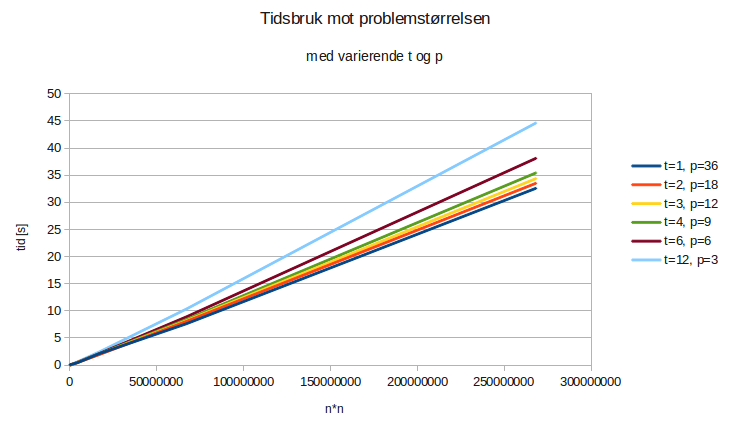 Tidsbruk mot problemstørrelsen
med varierende t og p
50
45
40
35
30
25
20
15
10
5
0
tid [s]
0 50000000 100000000 150000000 200000000 250000000 300000000
n*n
t=1, p=36
t=2, p=18
t=3, p=12
t=4, p=9
t=6, p=6
t=12, p=3